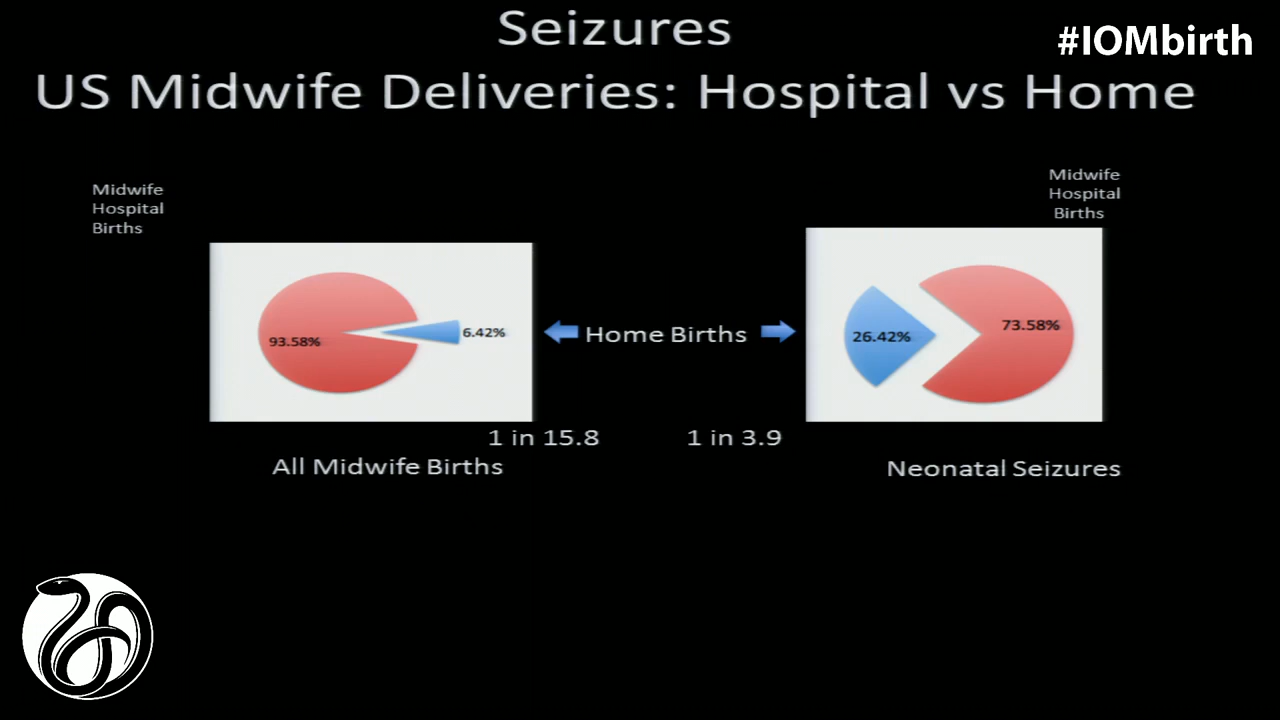 Seizures
#IOMbirth
US Midwife Deliveries: Hospital vs Home
Midwife
Hospital
Births
Midwife
Hospital
Births
93.58%
6.42%
Home Births
26.42%
73.58%
1 in 15.8
1 in 3.9
All Midwife Births
Neonatal Seizures